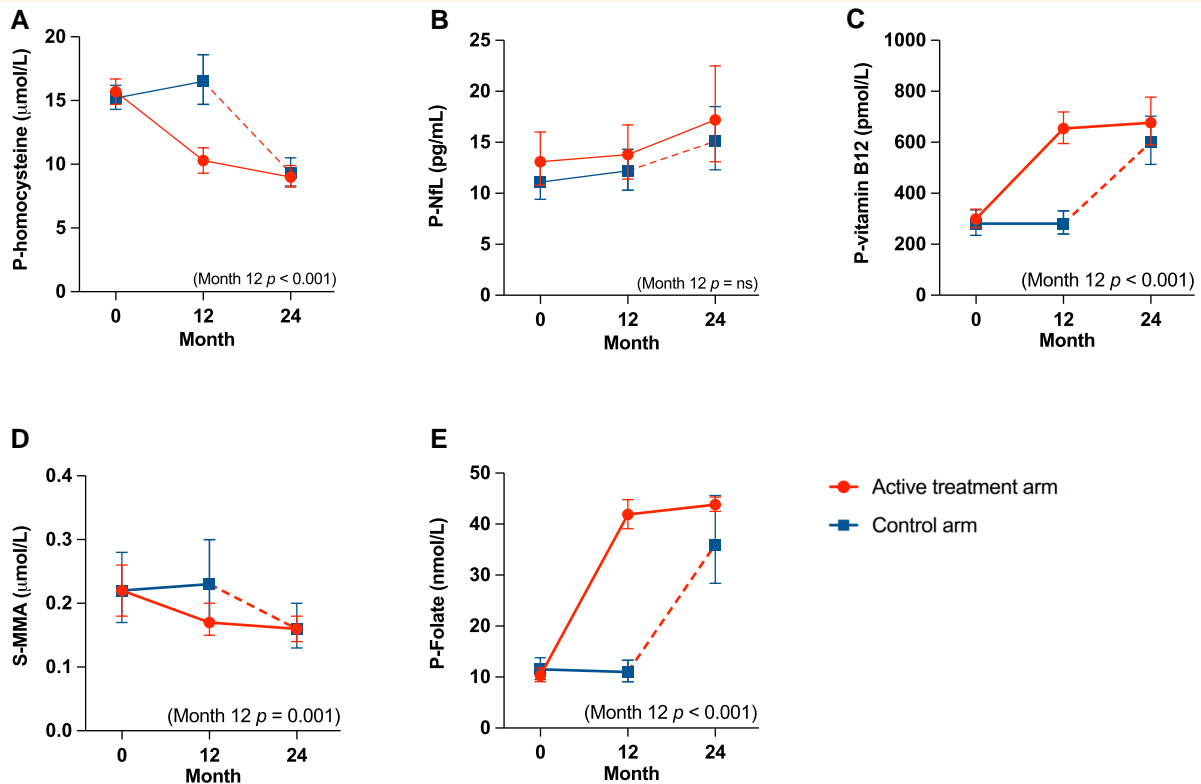 A
P-homocysteine (μmol/L)
20
15
10
5
0
(Month 12 p < 0.001)
0 12 24
Month
B
P-NfL (pg/mL)
25
20
15
10
5
0
(Month 12 p = ns)
0 12 24
Month
C
P-vitamin B12 (pmol/L)
1000
800
600
400
200
0
(Month 12 p < 0.001)
0 12 24
Month
D
S-MMA (μmol/L)
0.4
0.3
0.2
0.1
0.0
(Month 12 p = 0.001)
0 12 24
Month
E
P-Folate (nmol/L)
50
40
30
20
10
0
(Month 12 p < 0.001)
0 12 24
Month
Active treatment arm
Control arm